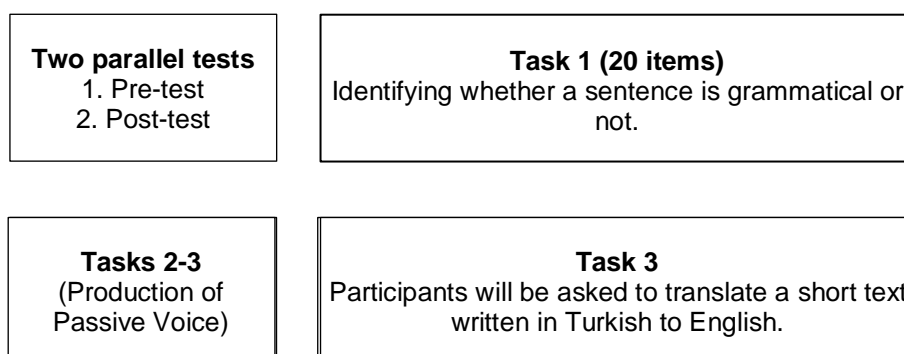 Two parallel tests
1. Pre-test
2. Post-test
Task 1 (20 items)
Identifying whether a sentence is grammatical or
not.
Tasks 2-3
(Production of
Passive Voice)
Task 3
Participants will be asked to translate a short text
written in Turkish to English.